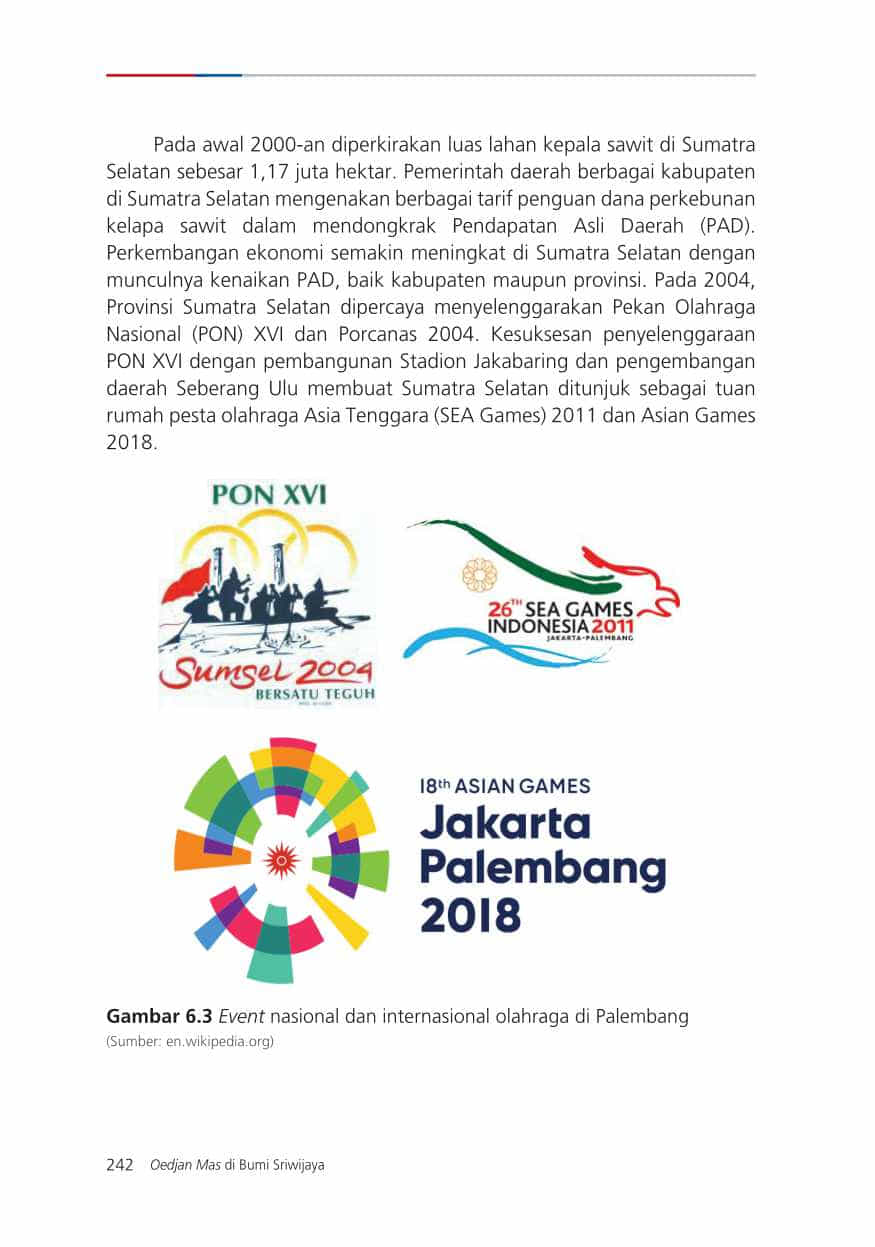 Pada awal 2000-an diperkirakan luas lahan kepala sawit di Sumatra
Selatan sebesar 1,17 juta hektar. Pemerintah daerah berbagai kabupaten
di Sumatra Selatan mengenakan berbagai tarif penguan dana perkebunan
kelapa sawit dalam mendongkrak Pendapatan Asli Daerah (PAD).
Perkembangan ekonomi semakin meningkat di Sumatra Selatan dengan
munculnya kenaikan PAD, baik kabupaten maupun provinsi. Pada 2004,
Provinsi Sumatra Selatan dipercaya menyelenggarakan Pekan Olahraga
Nasional (PON) XVI dan Porcanas 2004. Kesuksesan penyelenggaraan
PON XVI dengan pembangunan Stadion Jakabaring dan pengembangan
daerah Seberang Ulu membuat Sumatra Selatan ditunjuk sebagai tuan
rumah pesta olahraga Asia Tenggara (SEA Games) 2011 dan Asian Games
2018.
PON XVI
Sumsel 2004
BERSATU TEGUH
26TH SEA GAMES
INDONESIA 2011
JAKARTA-PALEMBANG
18th ASIAN GAMES
Jakarta
Palembang
2018
Gambar 6.3 Event nasional dan internasional olahraga di Palembang
(Sumber: en.wikipedia.org)
242 Oedjan Mas di Bumi Sriwijaya